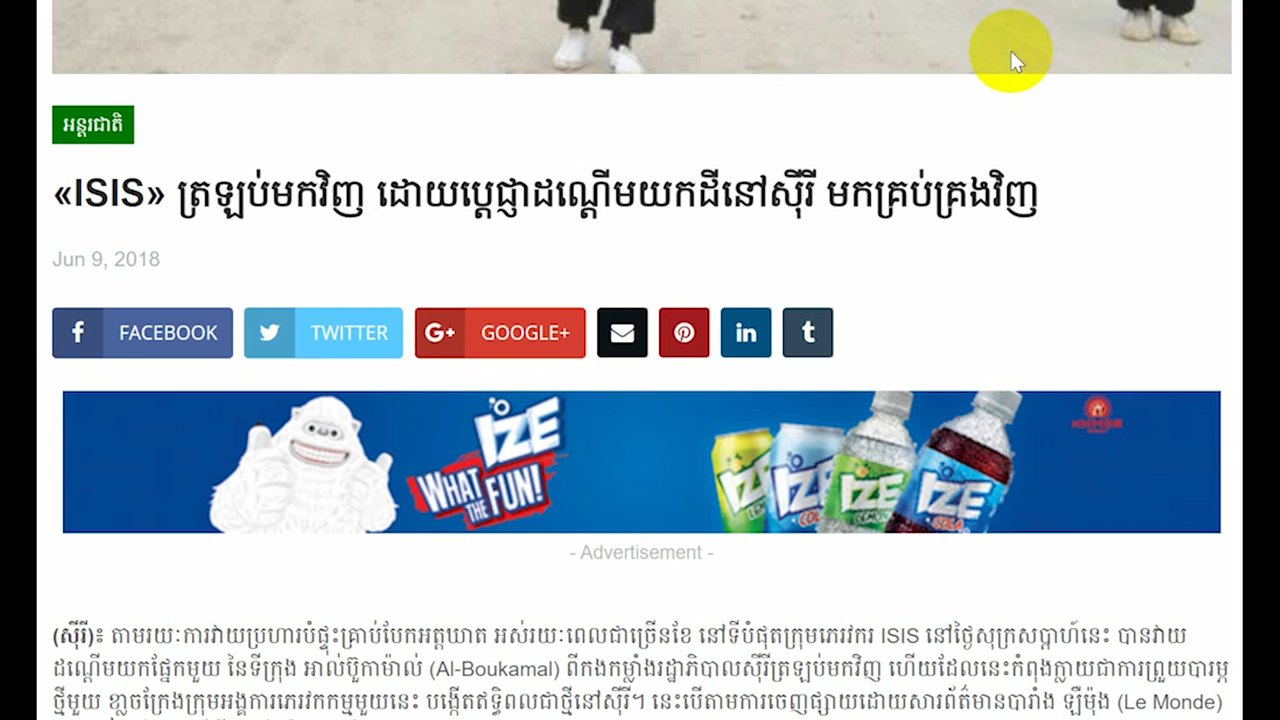 អន្តរជាតិ
«ISIS» ត្រឡប់មកវិញ ដោយប្តេជ្ញាដណ្តើមយកដីនៅស៊ីរី មកគ្រប់គ្រងវិញ
Jun 9, 2018
FACEBOOK TWITTER G+ GOOGLE+
IZE
WHAT THE FUN!
IZE IZE IZE LEMON IZE COLA
- Advertisement -
(ស៊ីរី)៖ តាមរយៈការវាយប្រហារបំផ្ទុះគ្រាប់បែកអត្តឃាត អស់រយៈពេលជាច្រើនខែ នៅទីបំផុតក្រុមភេរវករ ISIS នៅថ្ងៃសុក្រសប្តាហ៍នេះ បានវាយ
ដណ្តើមយកផ្នែកមួយ នៃទីក្រុង អាល់ប៊ូកាម៉ាល់ (Al-Boukamal) ពីកងកម្លាំងរដ្ឋាភិបាលស៊ីរីត្រឡប់មកវិញ ហើយដែលនេះកំពុងក្លាយជាការព្រួយបារម្ភ
ថ្មីមួយ ខ្លាចក្រែងក្រុមអង្គការភេរវកកម្មមួយនេះ បង្កើតឥទ្ធិពលជាថ្មីនៅស៊ីរី។ នេះបើតាមការចេញផ្សាយដោយសារព័ត៌មានបារាំង ឡឺម៉ុង (Le Monde)